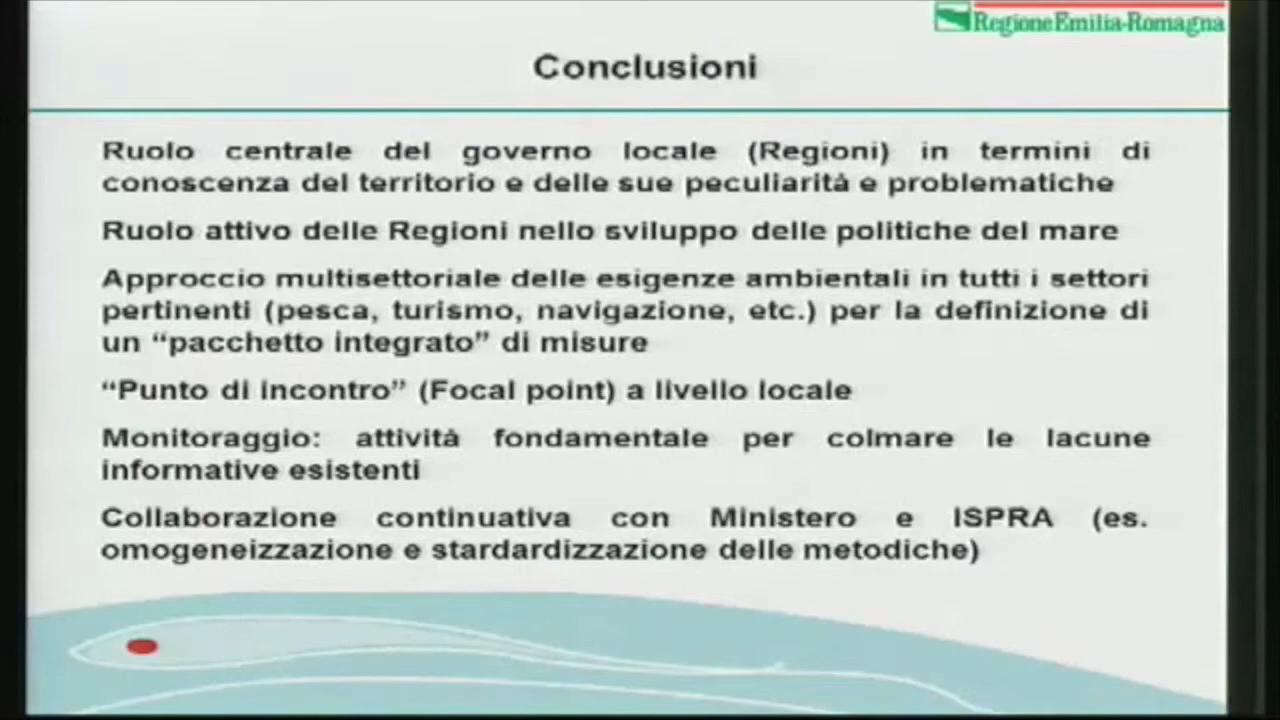 RegioneEmilia-Romagna
Conclusioni
Ruolo centrale del governo locale (Regioni) in termini di
conoscenza del territorio e delle sue peculiarità e problematiche
Ruolo attivo delle Regioni nello sviluppo delle politiche del mare
Approccio multisettoriale delle esigenze ambientali in tutti i settori
pertinenti (pesca, turismo, navigazione, etc.) per la definizione di
un “pacchetto integrato” di misure
“Punto di incontro” (Focal point) a livello locale
Monitoraggio: attività fondamentale per colmare le lacune
informative esistenti
Collaborazione continuativa con Ministero e ISPRA (es.
omogeneizzazione e stardardizzazione delle metodiche)